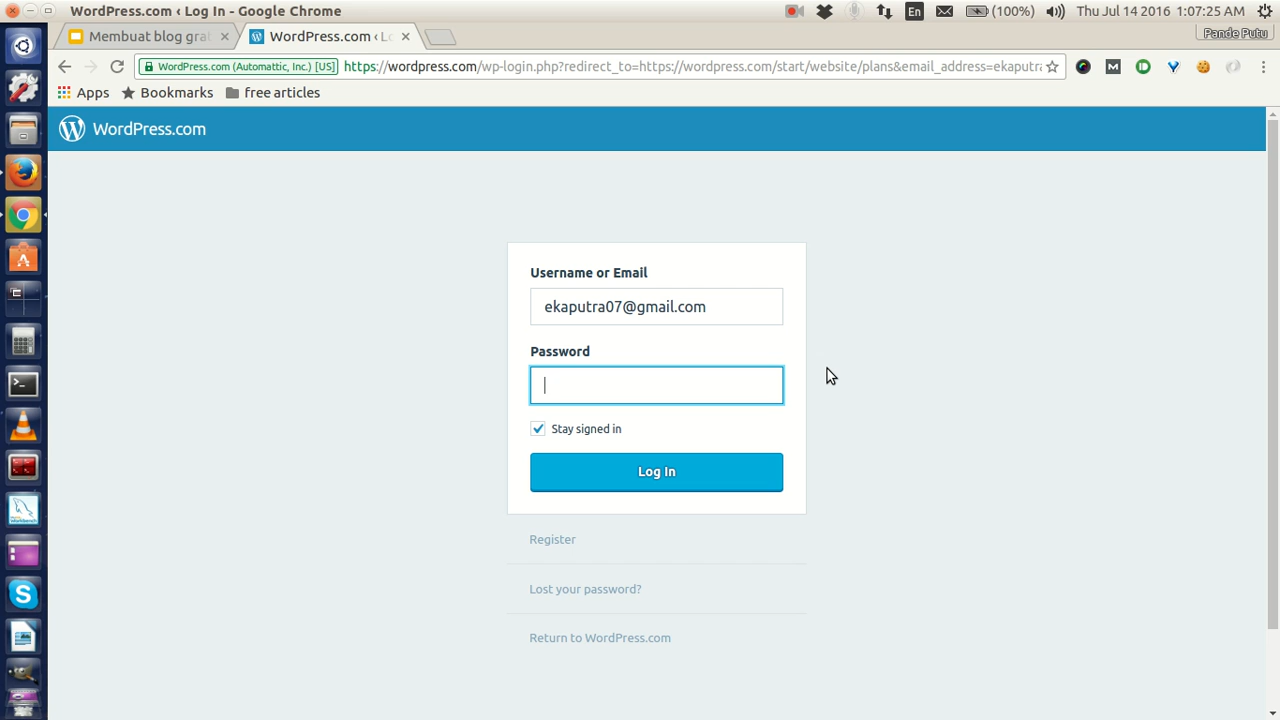 WordPress.com ‹ Log In - Google Chrome
En
(100%)
Thu Jul 14 2016 1:07:25 AM
Membuat blog gra
WordPress.com ‹ Lo
Pande Putu
WordPress.com (Automattic, Inc.) [US]
https://wordpress.com/wp-login.php?redirect_to=https://wordpress.com/start/website/plans&email_address=ekaputra
M
Apps
Bookmarks
free articles
WordPress.com
Username or Email
ekaputra07@gmail.com
Password
Stay signed in
Log In
Register
Lost your password?
Return to WordPress.com